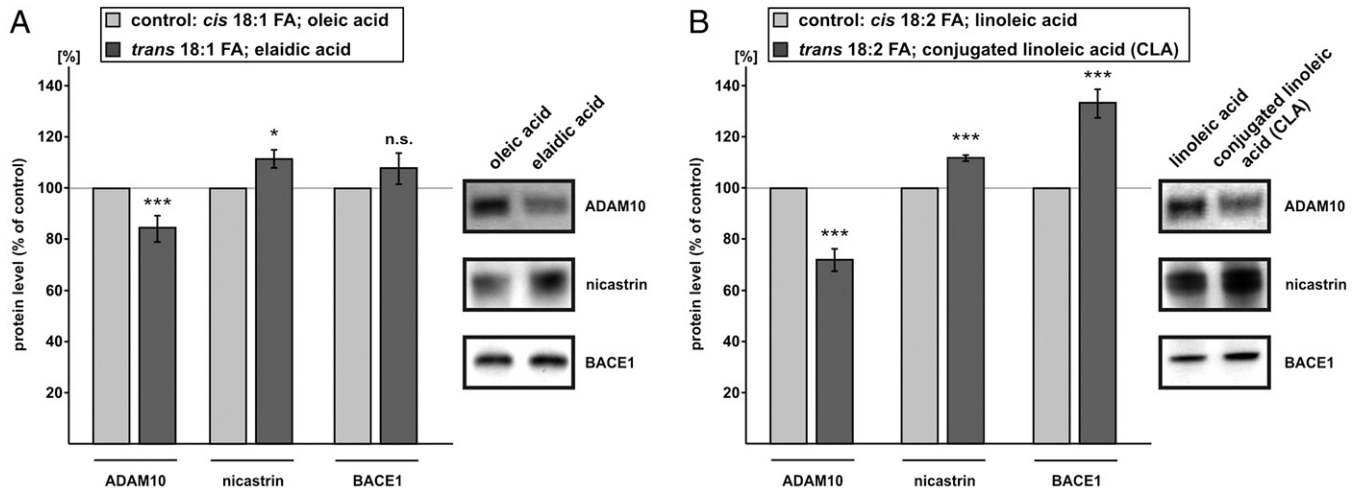 A
control: cis 18:1 FA; oleic acid
trans 18:1 FA; elaidic acid
[%]
140
120
100
80
60
40
20
protein level (% of control)
***
*
n.s.
ADAM10
nicastrin
BACE1
oleic acid
elaidic acid
ADAM10
nicastrin
BACE1
B
control: cis 18:2 FA; linoleic acid
trans 18:2 FA; conjugated linoleic acid (CLA)
[%]
140
120
100
80
60
40
20
protein level (% of control)
***
***
***
ADAM10
nicastrin
BACE1
linoleic acid
conjugated linoleic
acid (CLA)
ADAM10
nicastrin
BACE1